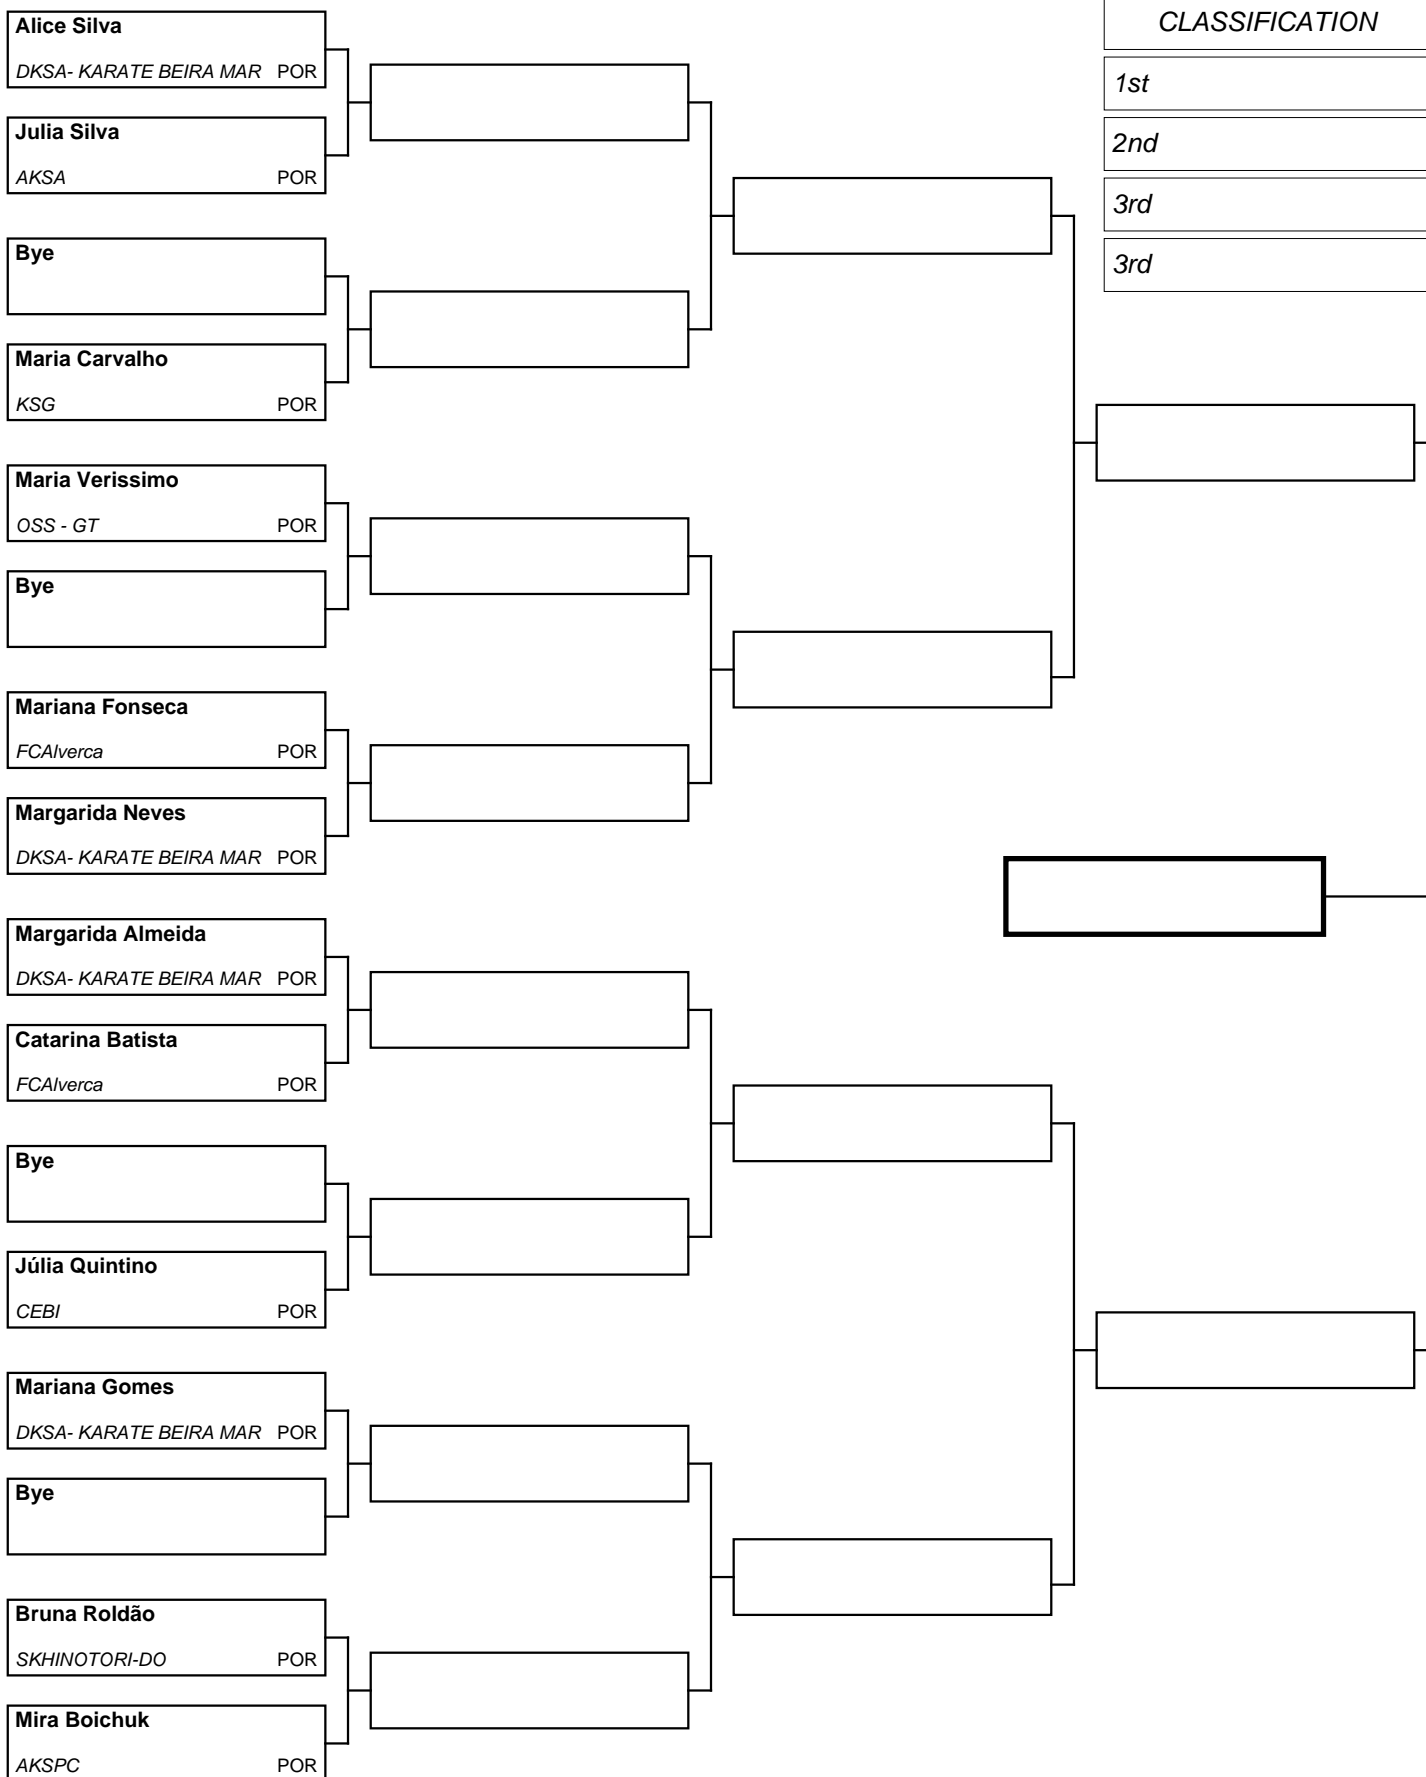 Alice Silva
DKSA- KARATE BEIRA MAR POR
Julia Silva
AKSA POR
Bye
Maria Carvalho
KSG POR
Maria Verissimo
OSS - GT POR
Bye
Mariana Fonseca
FCAlverca POR
Margarida Neves
DKSA- KARATE BEIRA MAR POR
Margarida Almeida
DKSA- KARATE BEIRA MAR POR
Catarina Batista
FCAlverca POR
Bye
Júlia Quintino
CEBI POR
Mariana Gomes
DKSA- KARATE BEIRA MAR POR
Bye
Bruna Roldão
SKHINOTORI-DO POR
Mira Boichuk
AKSPC POR
CLASSIFICATION
1st
2nd
3rd
3rd